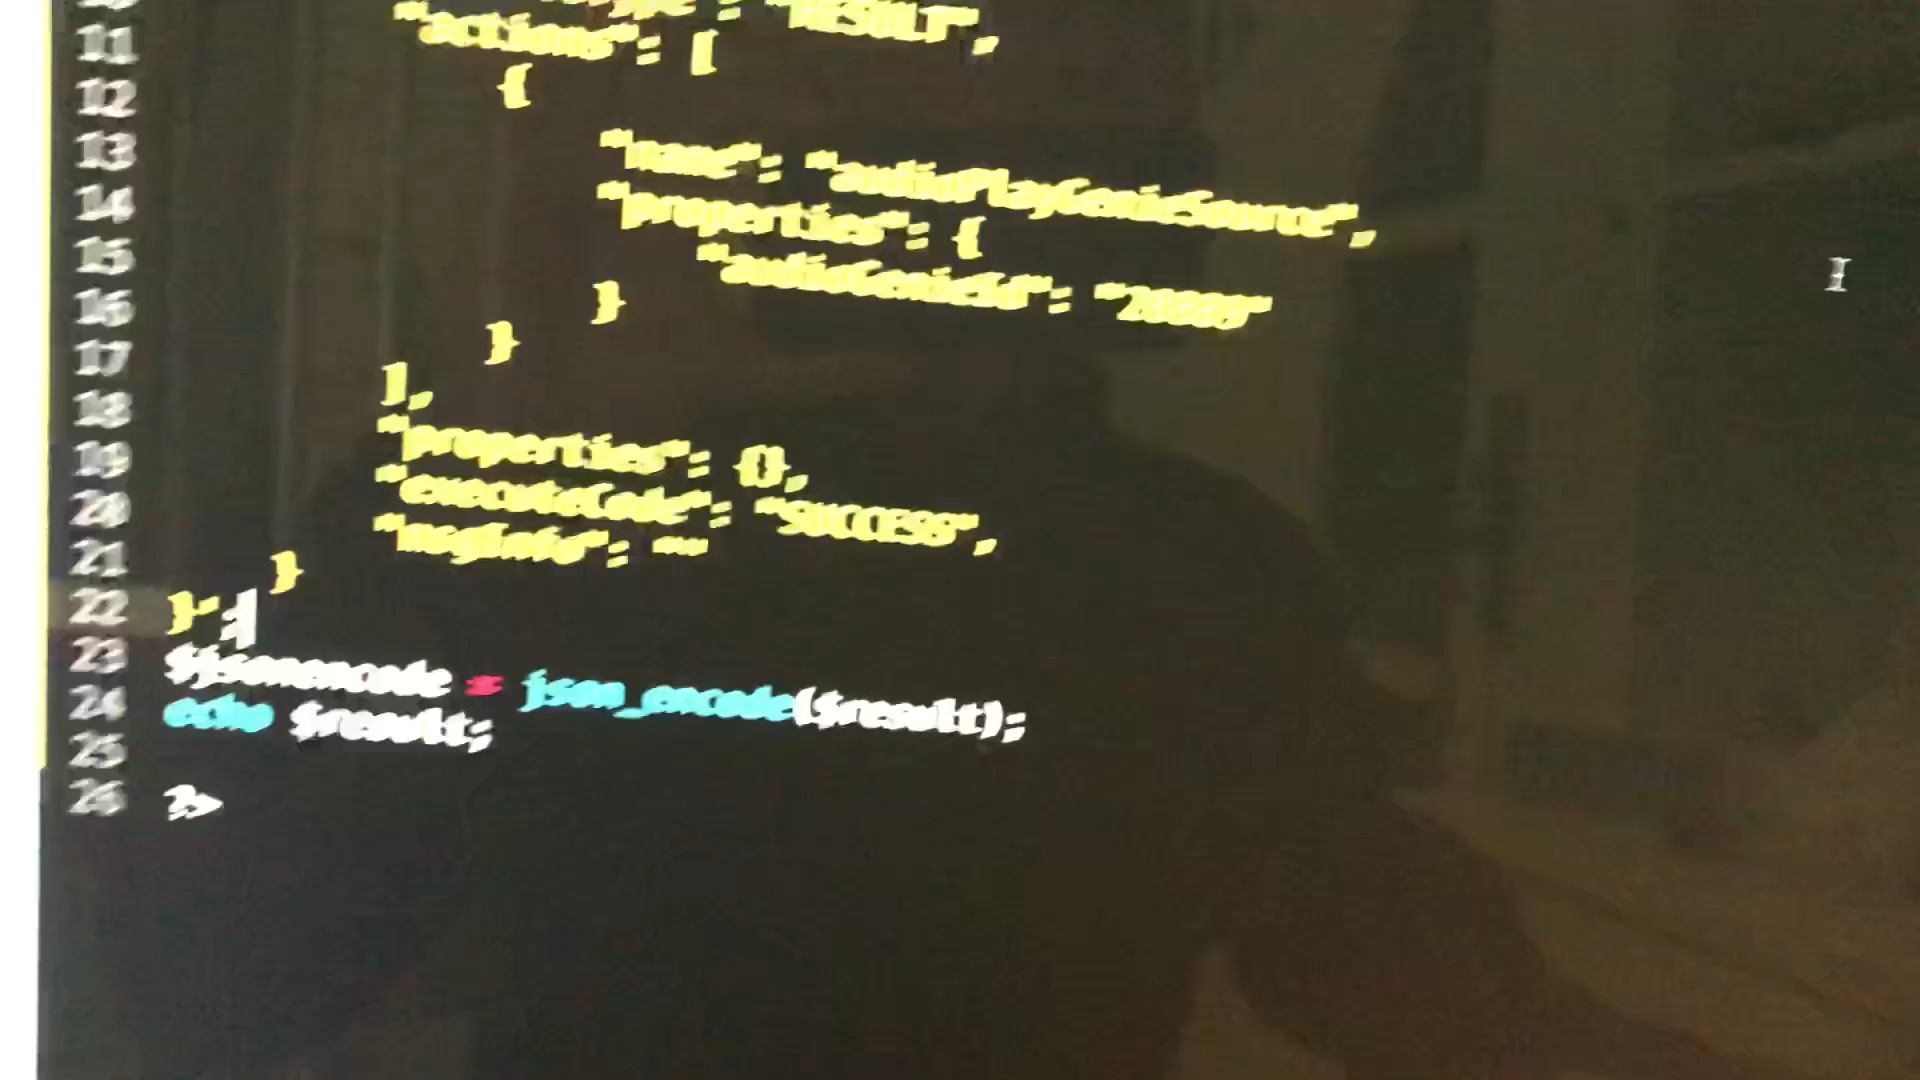 "RESULT",
11 "actions": [
12 {
13 "name": "audioPlayGenieSource",
14 "properties": {
15 "audioGenieId":
16 }
17 }
18 ],
19 "properties": {},
20 "executeCode": "SUCCESS",
21 "msgInfo": ""
}
22 }' ;
23 $jsonencode = json_encode($result);
24 echo $result;
25
26 ?>